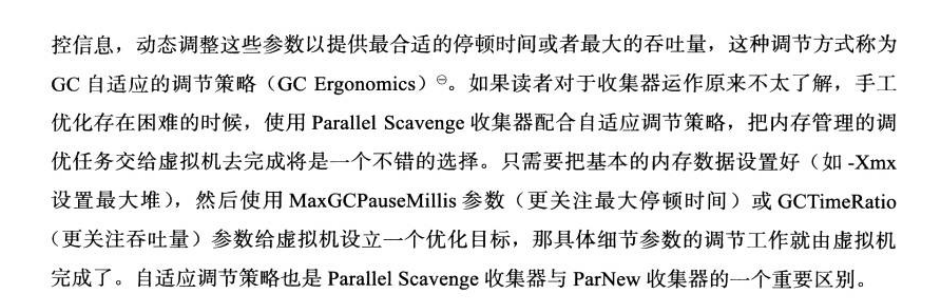 控信息，动态调整这些参数以提供最合适的停顿时间或者最大的吞吐量，这种调节方式称为
GC 自适应的调节策略（GC Ergonomics）㊀。如果读者对于收集器运作原来不太了解，手工
优化存在困难的时候，使用 Parallel Scavenge 收集器配合自适应调节策略，把内存管理的调
优任务交给虚拟机去完成将是一个不错的选择。只需要把基本的内存数据设置好（如 -Xmx
设置最大堆），然后使用 MaxGCPauseMillis 参数（更关注最大停顿时间）或 GCTimeRatio
（更关注吞吐量）参数给虚拟机设立一个优化目标，那具体细节参数的调节工作就由虚拟机
完成了。自适应调节策略也是 Parallel Scavenge 收集器与 ParNew 收集器的一个重要区别。